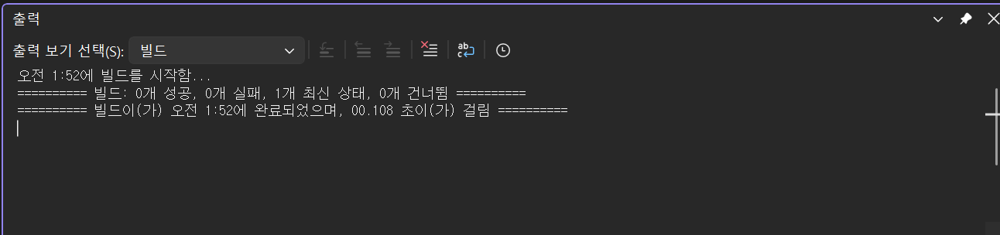 출력
출력 보기 선택(S): 빌드
오전 1:52에 빌드를 시작함...
========== 빌드: 0개 성공, 0개 실패, 1개 최신 상태, 0개 건너뜀 ==========
========== 빌드이(가) 오전 1:52에 완료되었으며, 00.108 초이(가) 걸림 ==========